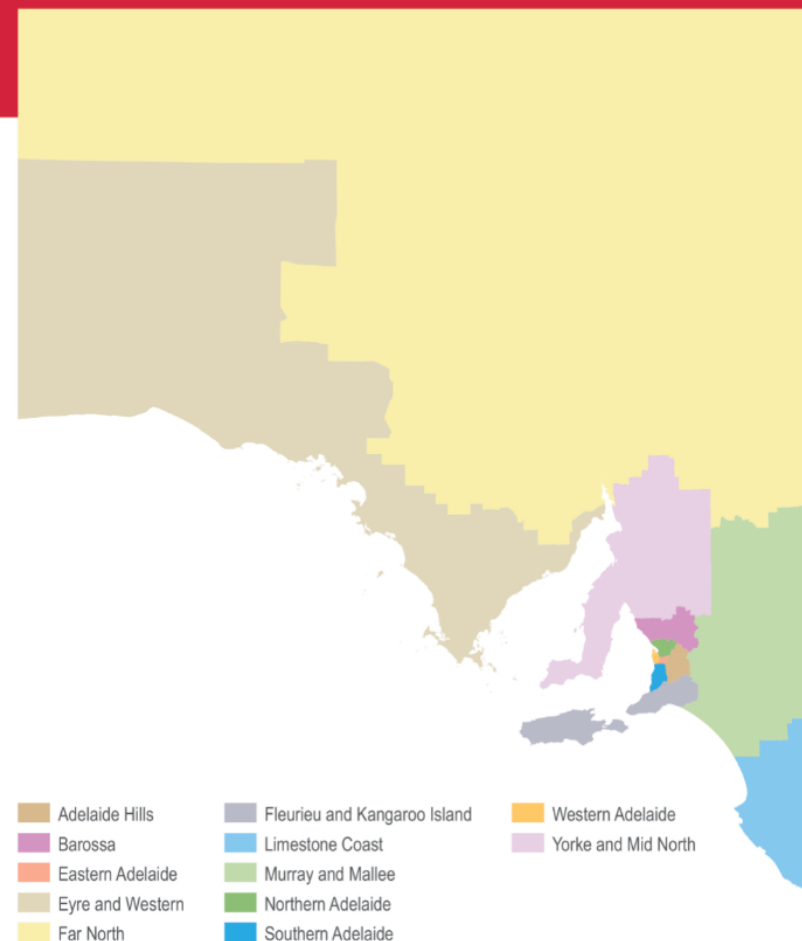 Adelaide Hills
Barossa
Eastern Adelaide
Eyre and Western
Far North
Fleurieu and Kangaroo Island
Limestone Coast
Murray and Mallee
Northern Adelaide
Southern Adelaide
Western Adelaide
Yorke and Mid North